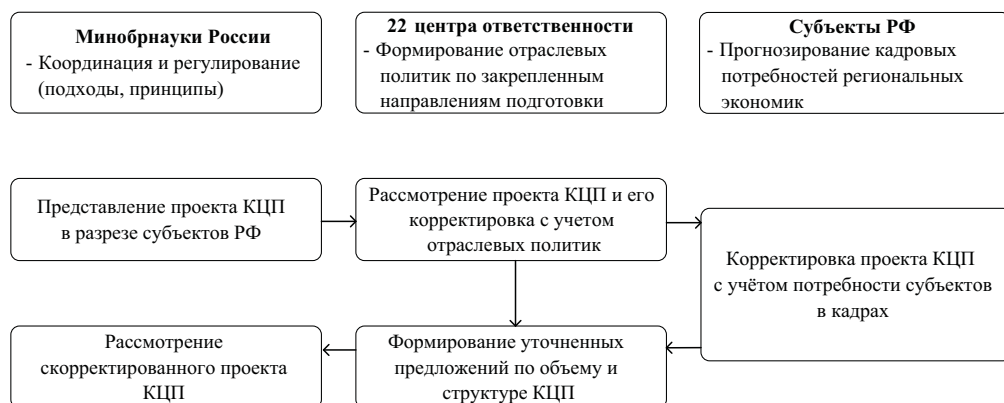 Минобрнауки России
- Координация и регулирование
(подходы, принципы)
22 центра ответственности
- Формирование отраслевых
политик по закрепленным
направлениям подготовки
Субъекты РФ
- Прогнозирование кадровых
потребностей региональных
экономик
Представление проекта КЦП
в разрезе субъектов РФ
Рассмотрение проекта КЦП и его
корректировка с учетом
отраслевых политик
Корректировка проекта КЦП
с учётом потребности субъектов
в кадрах
Рассмотрение
скорректированного проекта
КЦП
Формирование уточненных
предложений по объему и
структуре КЦП